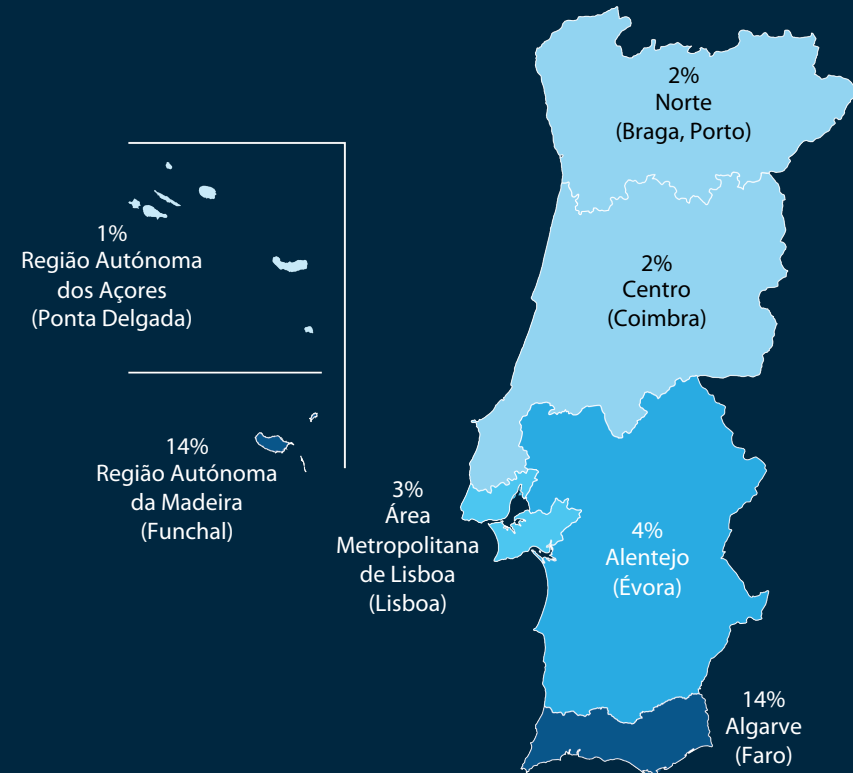 2%
Norte
(Braga, Porto)
1%
Região Autónoma
dos Açores
(Ponta Delgada)
2%
Centro
(Coimbra)
14%
Região Autónoma
da Madeira
(Funchal)
3%
Área
Metropolitana
de Lisboa
(Lisboa)
4%
Alentejo
(Évora)
14%
Algarve
(Faro)